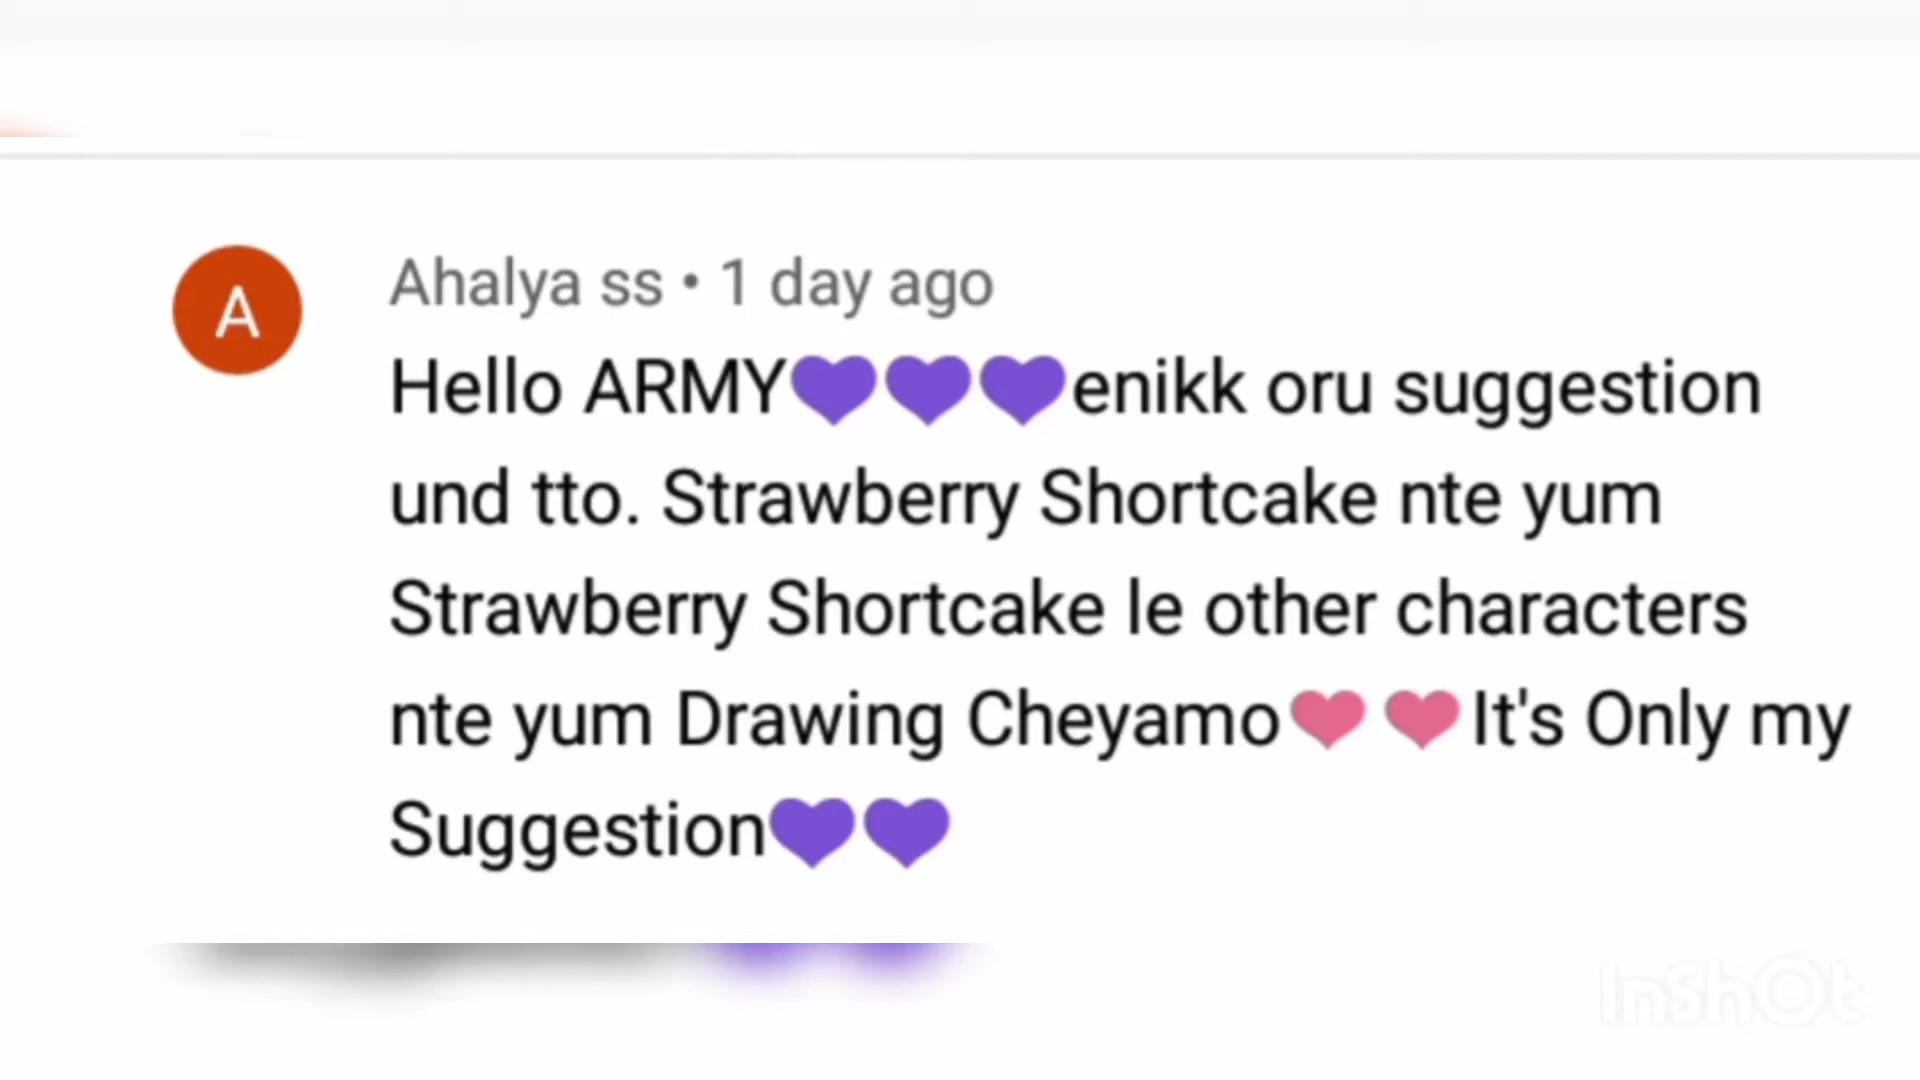 A
Ahalya ss • 1 day ago
Hello ARMY💜💜💜enikk oru suggestion
und tto. Strawberry Shortcake nte yum
Strawberry Shortcake le other characters
nte yum Drawing Cheyamo💗💗It's Only my
Suggestion💜💜
InShOt